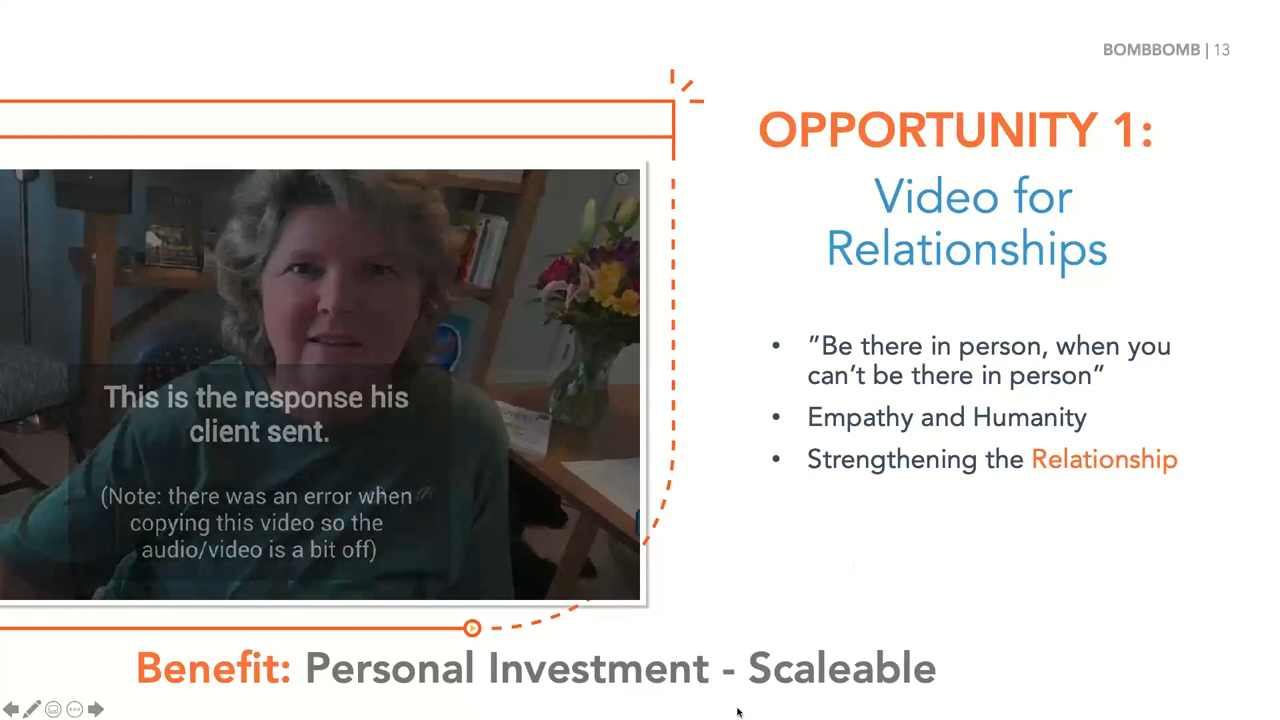 BOMBBOMB | 13
OPPORTUNITY 1:
Video for
Relationships
• ”Be there in person, when you
can’t be there in person”
• Empathy and Humanity
• Strengthening the Relationship
This is the response his
client sent.
(Note: there was an error when
copying this video so the
audio/video is a bit off)
Benefit: Personal Investment - Scaleable